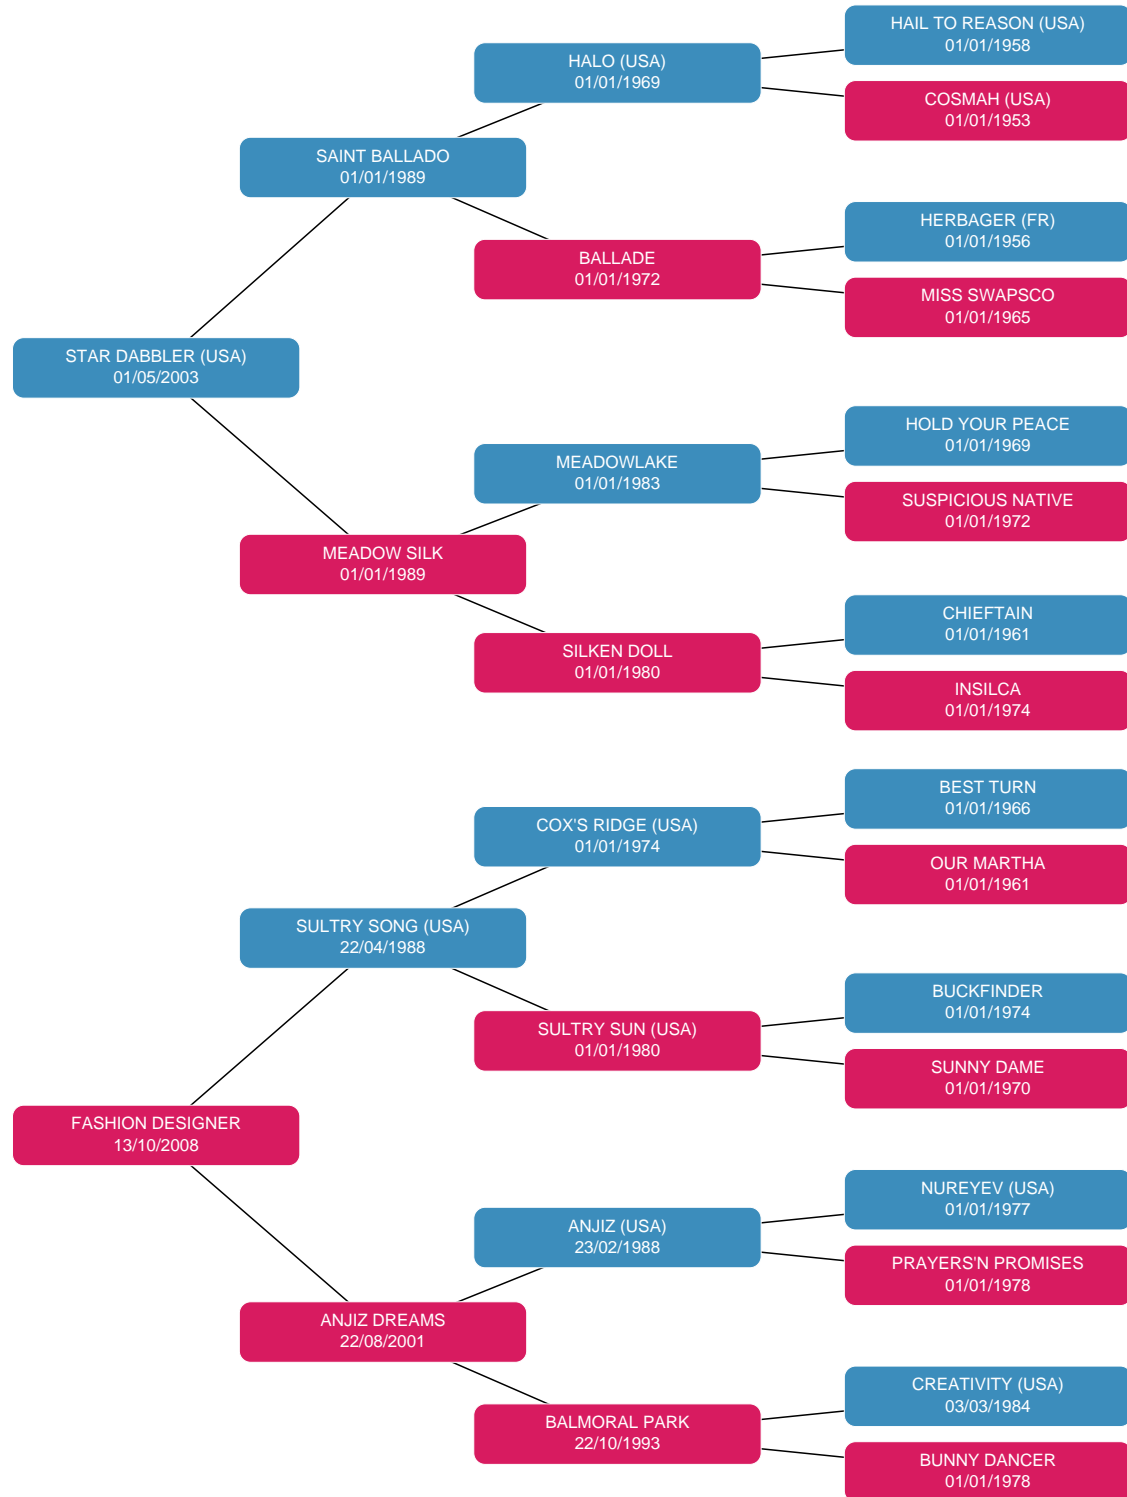 HAIL TO REASON (USA)
01/01/1958
HALO (USA)
01/01/1969
COSMAH (USA)
01/01/1953
SAINT BALLADO
01/01/1989
HERBAGER (FR)
01/01/1956
BALLADE
01/01/1972
MISS SWAPSCO
01/01/1965
STAR DABBLER (USA)
01/05/2003
HOLD YOUR PEACE
01/01/1969
MEADOWLAKE
01/01/1983
SUSPICIOUS NATIVE
01/01/1972
MEADOW SILK
01/01/1989
CHIEFTAIN
01/01/1961
SILKEN DOLL
01/01/1980
INSILCA
01/01/1974
BEST TURN
01/01/1966
COX'S RIDGE (USA)
01/01/1974
OUR MARTHA
01/01/1961
SULTRY SONG (USA)
22/04/1988
BUCKFINDER
01/01/1974
SULTRY SUN (USA)
01/01/1980
SUNNY DAME
01/01/1970
FASHION DESIGNER
13/10/2008
NUREYEV (USA)
01/01/1977
ANJIZ (USA)
23/02/1988
PRAYERS'N PROMISES
01/01/1978
ANJIZ DREAMS
22/08/2001
CREATIVITY (USA)
03/03/1984
BALMORAL PARK
22/10/1993
BUNNY DANCER
01/01/1978